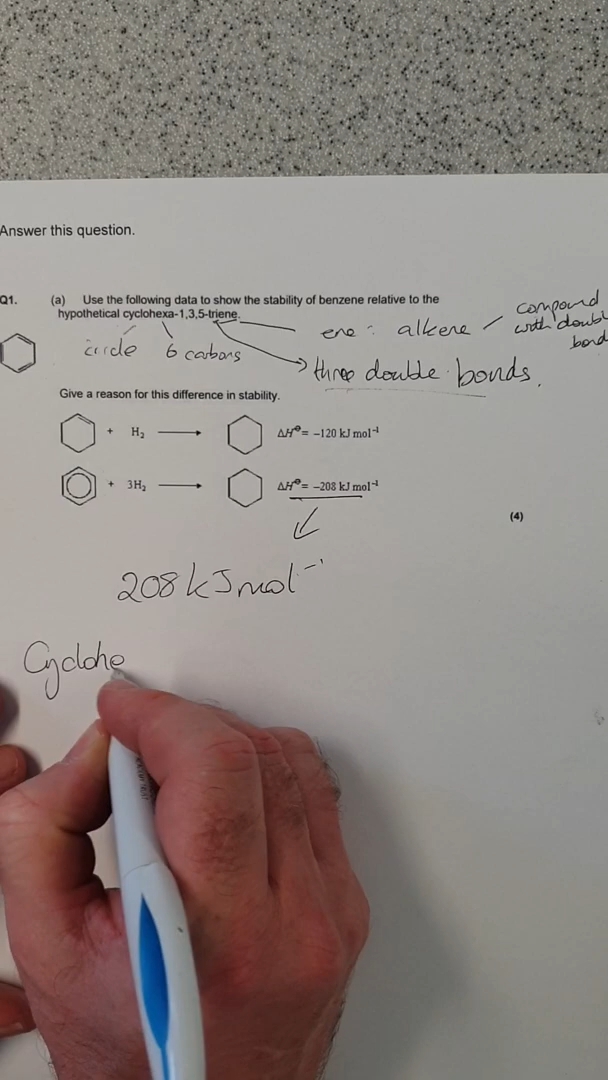 Answer this question.
Q1. (a) Use the following data to show the stability of benzene relative to the
hypothetical cyclohexa-1,3,5-triene.
ene : alkene
compound
with doubl
bond
circle 6 carbons
three double bonds.
Give a reason for this difference in stability.
+ H₂ ΔH⦵ = −120 kJ mol⁻¹
+ 3H₂ ΔH⦵ = −208 kJ mol⁻¹
(4)
208 kJ mol⁻¹
Cyclohe